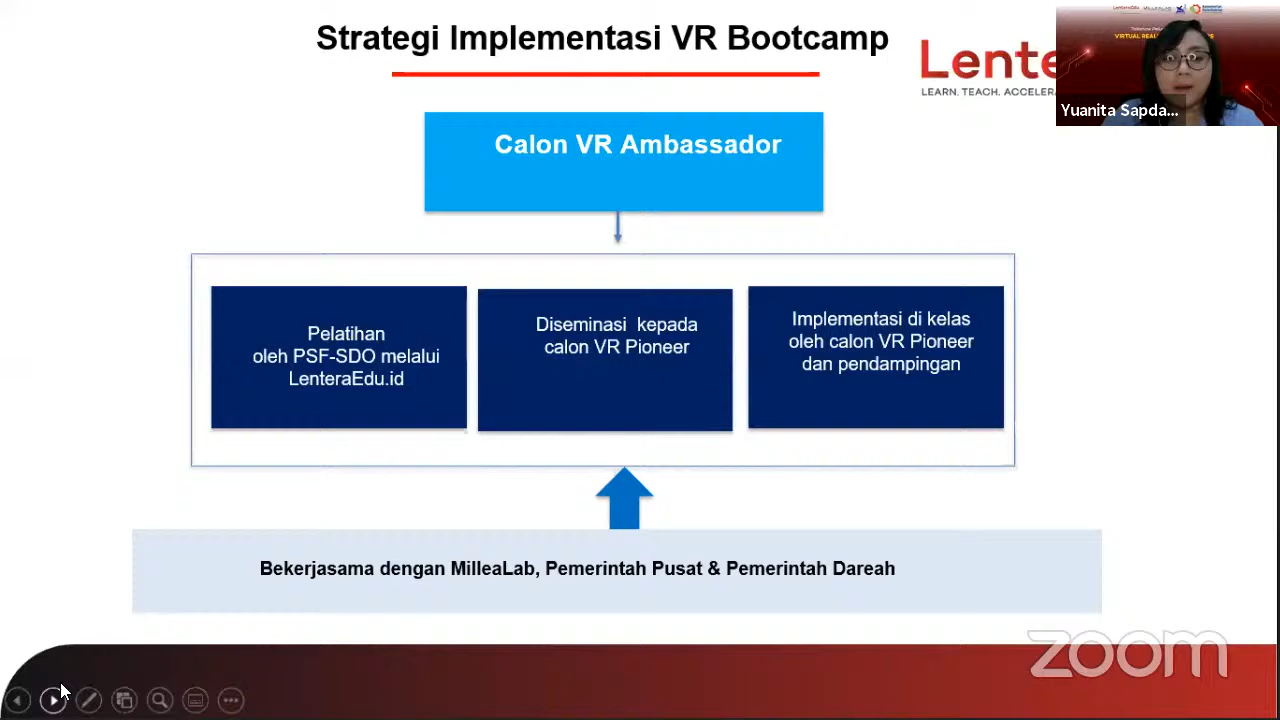 Strategi Implementasi VR Bootcamp
Lente
LEARN. TEACH. ACCELERA
Yuanita Sapda...
Calon VR Ambassador
Pelatihan
oleh PSF-SDO melalui
LenteraEdu.id
Diseminasi kepada
calon VR Pioneer
Implementasi di kelas
oleh calon VR Pioneer
dan pendampingan
Bekerjasama dengan MilleaLab, Pemerintah Pusat & Pemerintah Dareah
zoom